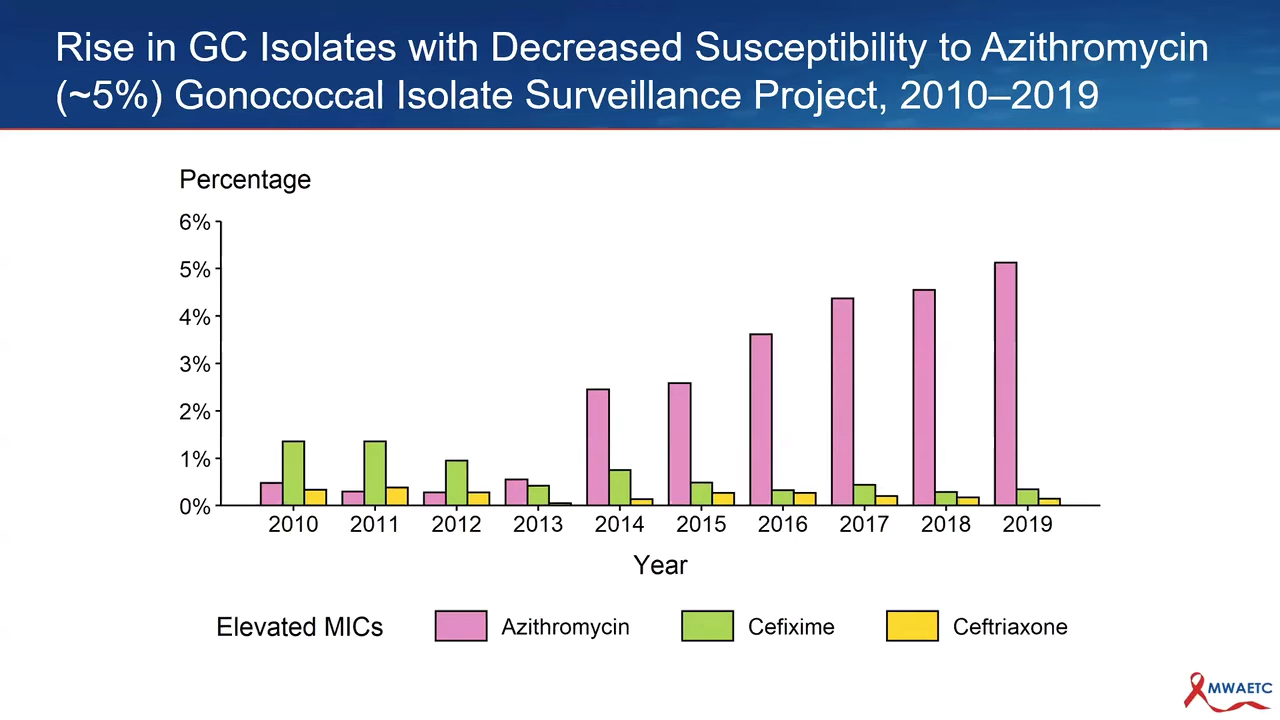 Rise in GC Isolates with Decreased Susceptibility to Azithromycin
(~5%) Gonococcal Isolate Surveillance Project, 2010–2019
Percentage
6%
5%
4%
3%
2%
1%
0%
2010 2011 2012 2013 2014 2015 2016 2017 2018 2019
Year
Elevated MICs Azithromycin Cefixime Ceftriaxone
MWAETC